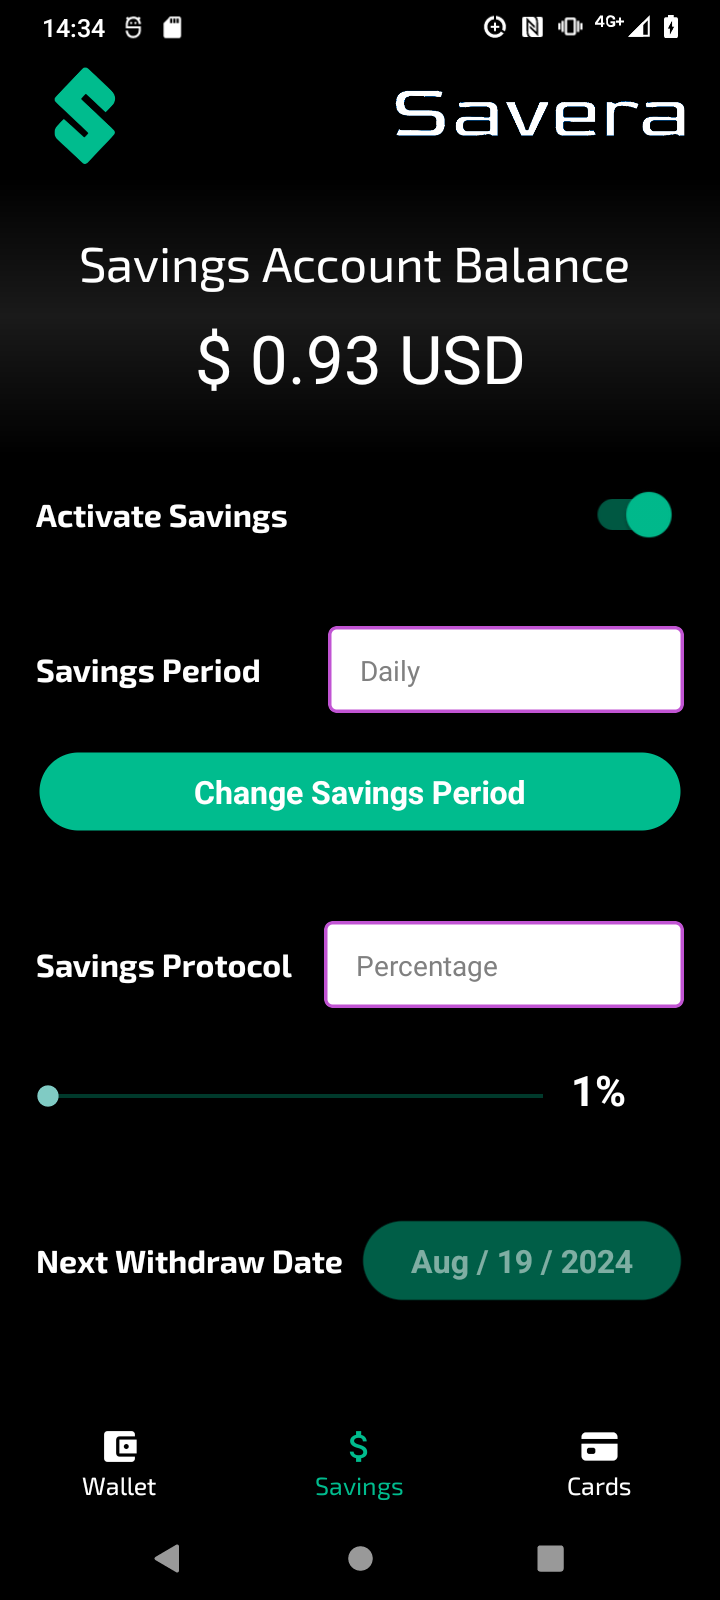 14:34
4G+
Savera
Savings Account Balance
$ 0.93 USD
Activate Savings
Savings Period
Daily
Change Savings Period
Savings Protocol
Percentage
1%
Next Withdraw Date
Aug / 19 / 2024
Wallet
Savings
Cards